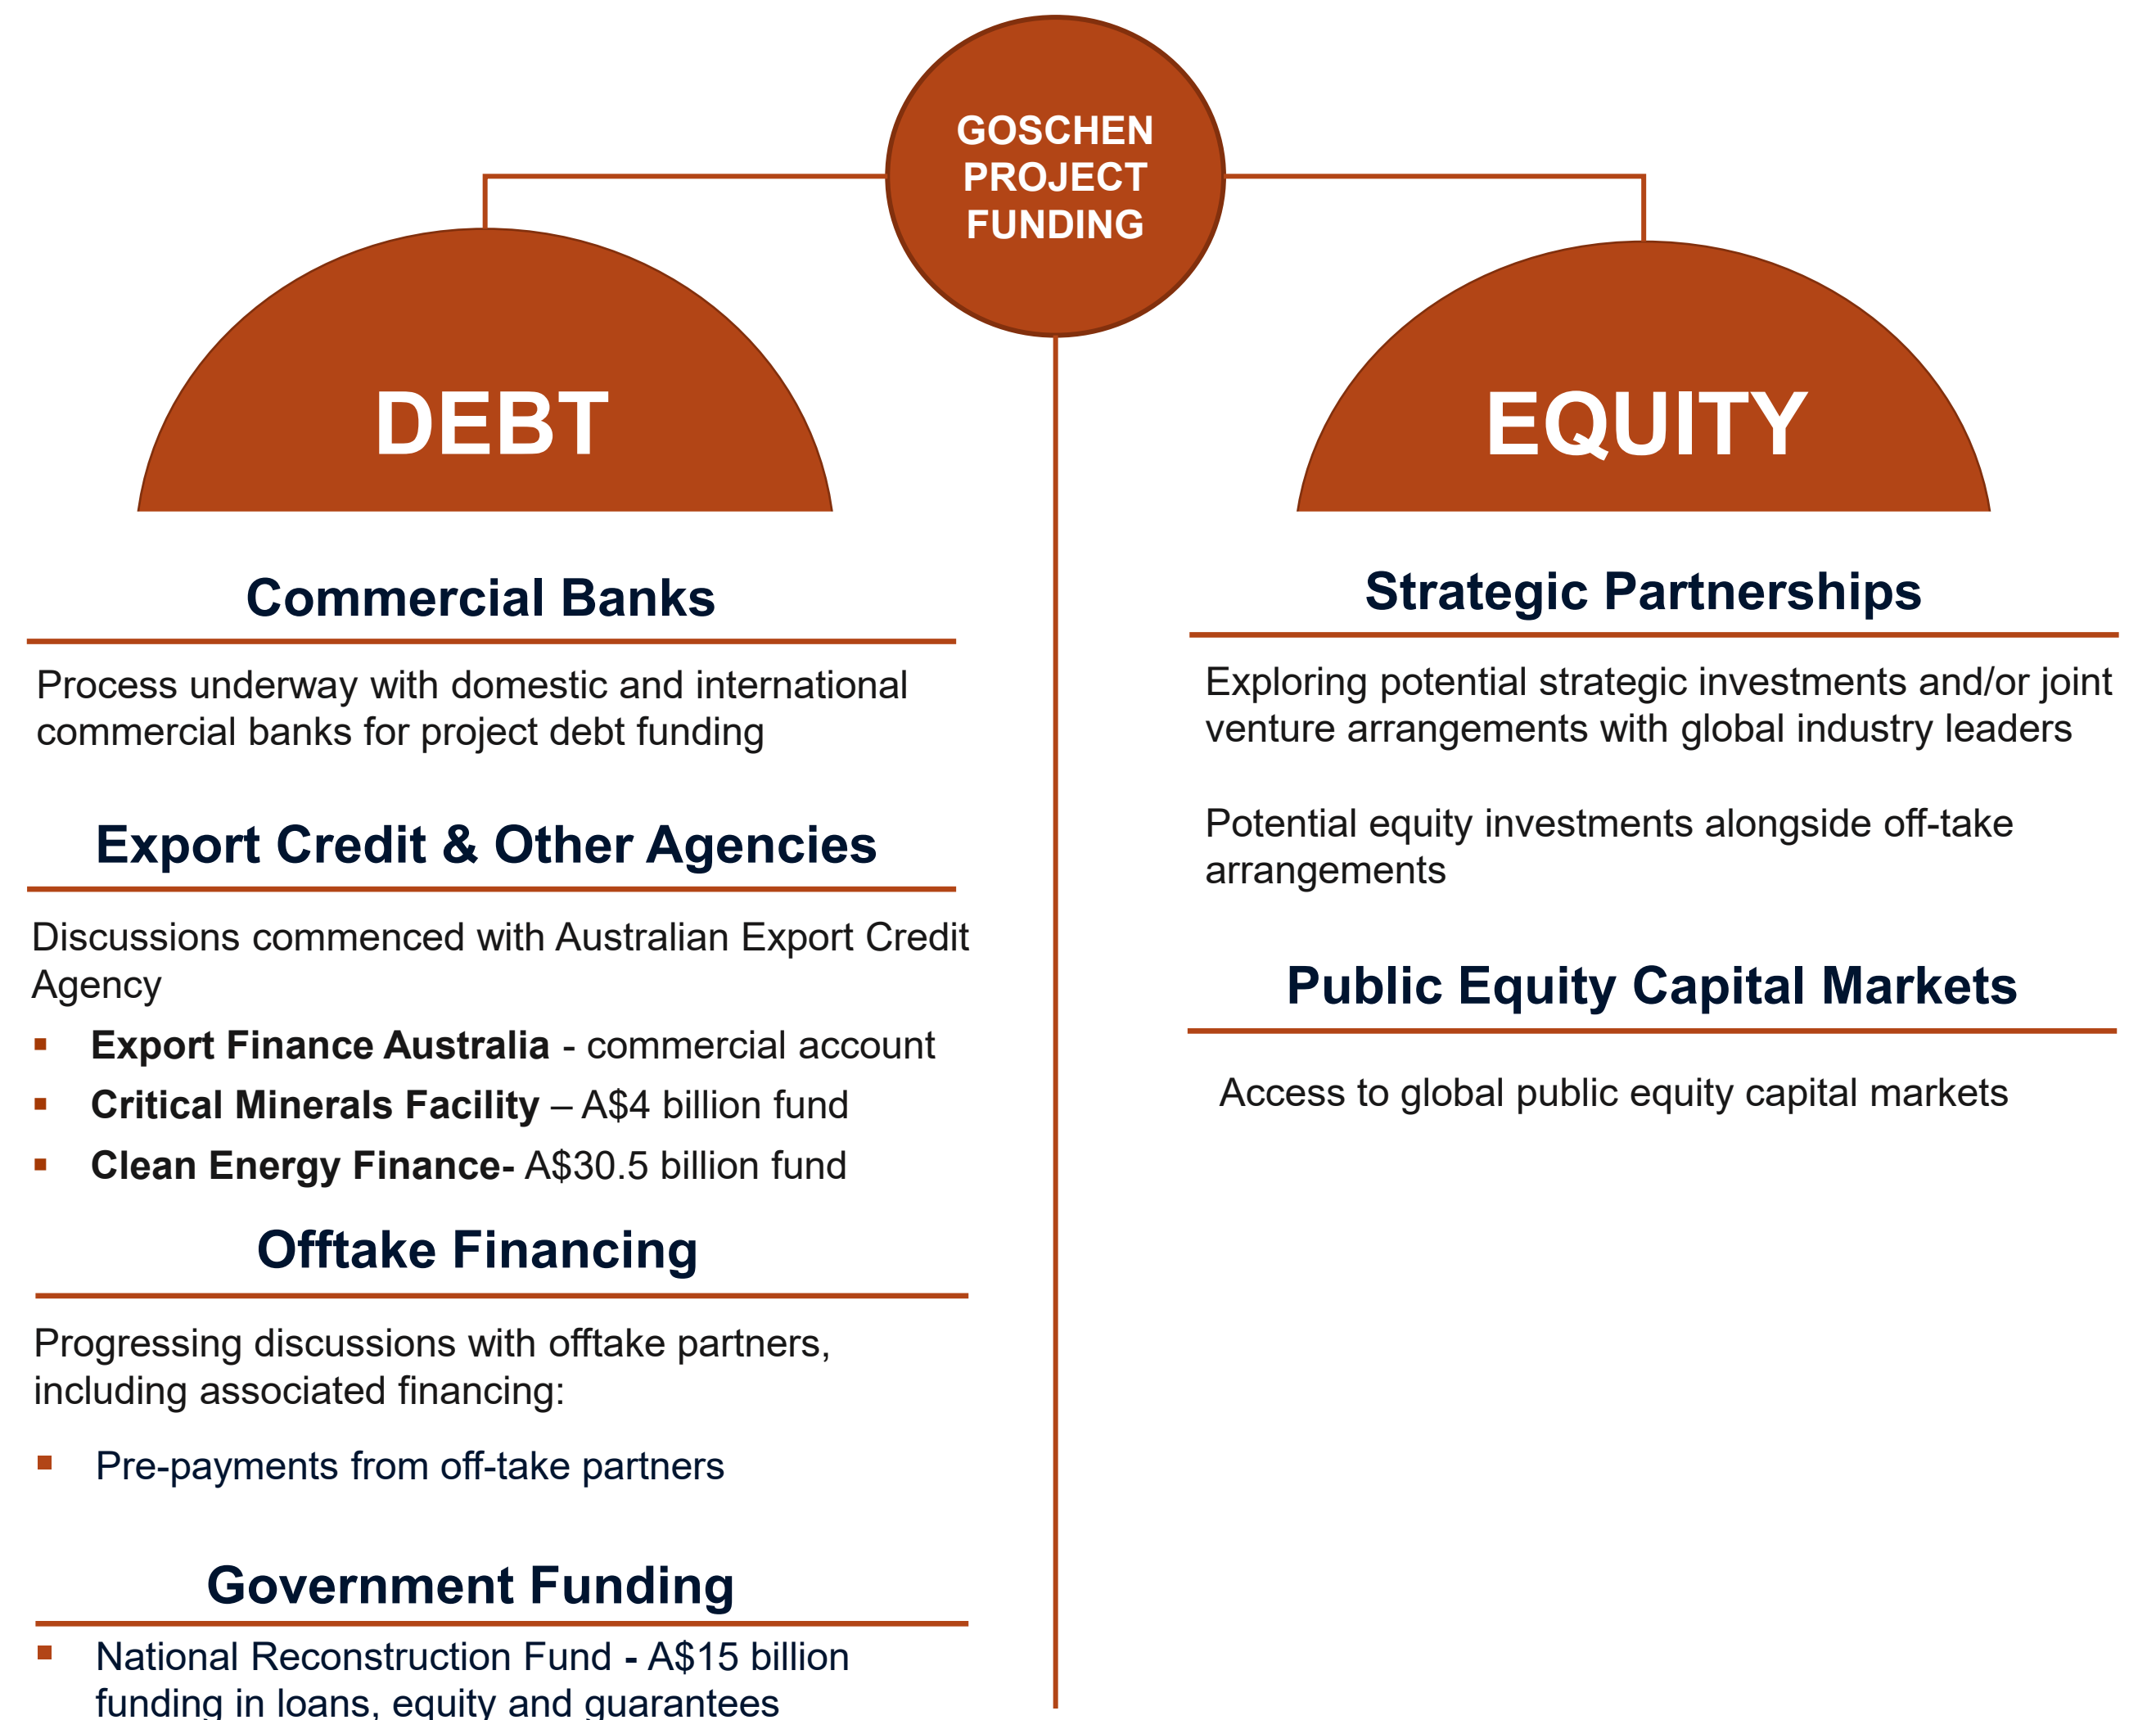 GOSCHEN
PROJECT
FUNDING
DEBT
Commercial Banks
Process underway with domestic and international
commercial banks for project debt funding
Export Credit & Other Agencies
Discussions commenced with Australian Export Credit
Agency
▪ Export Finance Australia - commercial account
▪ Critical Minerals Facility – A$4 billion fund
▪ Clean Energy Finance- A$30.5 billion fund
Offtake Financing
Progressing discussions with offtake partners,
including associated financing:
▪ Pre-payments from off-take partners
Government Funding
▪ National Reconstruction Fund - A$15 billion
funding in loans, equity and guarantees
EQUITY
Strategic Partnerships
Exploring potential strategic investments and/or joint
venture arrangements with global industry leaders
Potential equity investments alongside off-take
arrangements
Public Equity Capital Markets
Access to global public equity capital markets